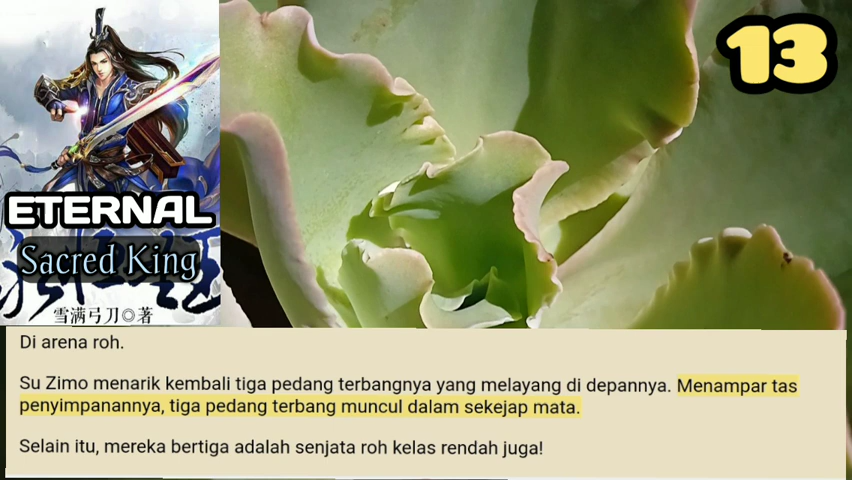 13
ETERNAL
Sacred King
雪满弓刀◎著
Di arena roh.
Su Zimo menarik kembali tiga pedang terbangnya yang melayang di depannya. Menampar tas
penyimpanannya, tiga pedang terbang muncul dalam sekejap mata.
Selain itu, mereka bertiga adalah senjata roh kelas rendah juga!